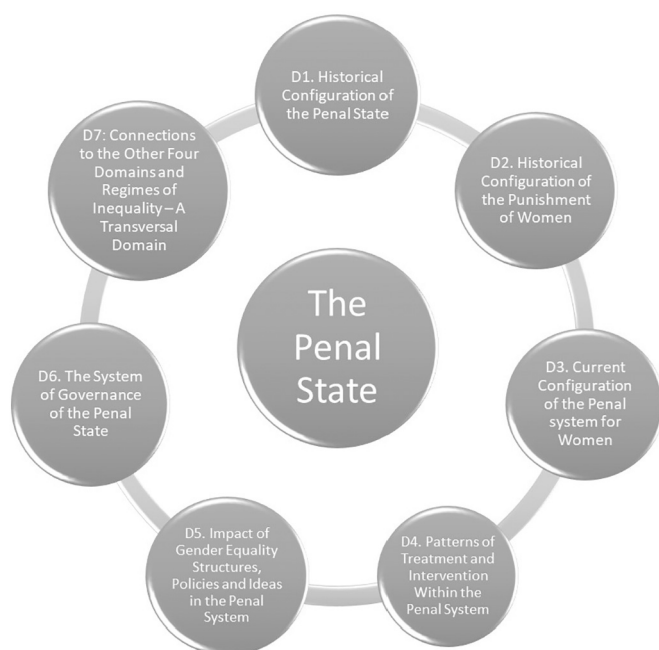 D1. Historical
Configuration of
the Penal State
D2. Historical
Configuration of
the Punishment
of Women
D3. Current
Configuration
of the Penal
system for
Women
D4. Patterns of
Treatment and
Intervention
Within the
Penal System
D5. Impact of
Gender Equality
Structures,
Policies and Ideas
in the Penal
System
D6. The System
of Governance
of the Penal
State
D7: Connections
to the Other Four
Domains and
Regimes of
Inequality – A
Transversal
Domain
The
Penal
State